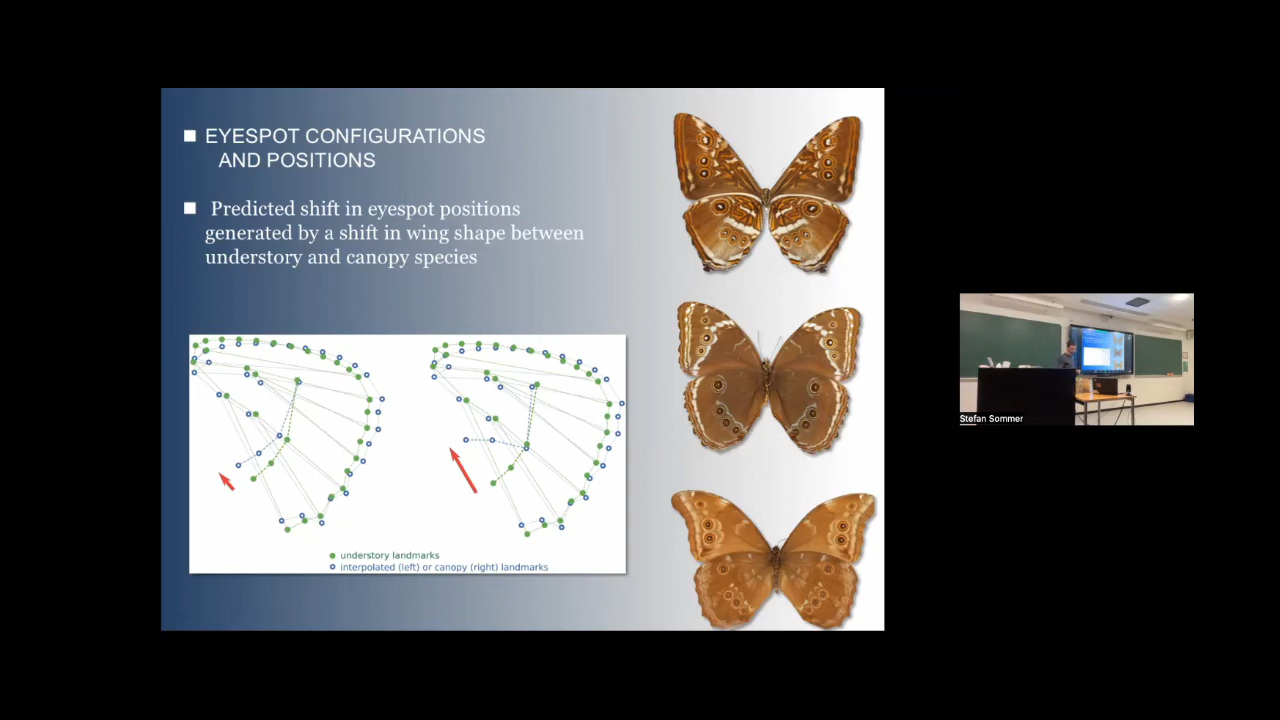 EYESPOT CONFIGURATIONS
AND POSITIONS
Predicted shift in eyespot positions
generated by a shift in wing shape between
understory and canopy species
understory landmarks
interpolated (left) or canopy (right) landmarks
Stefan Sommer